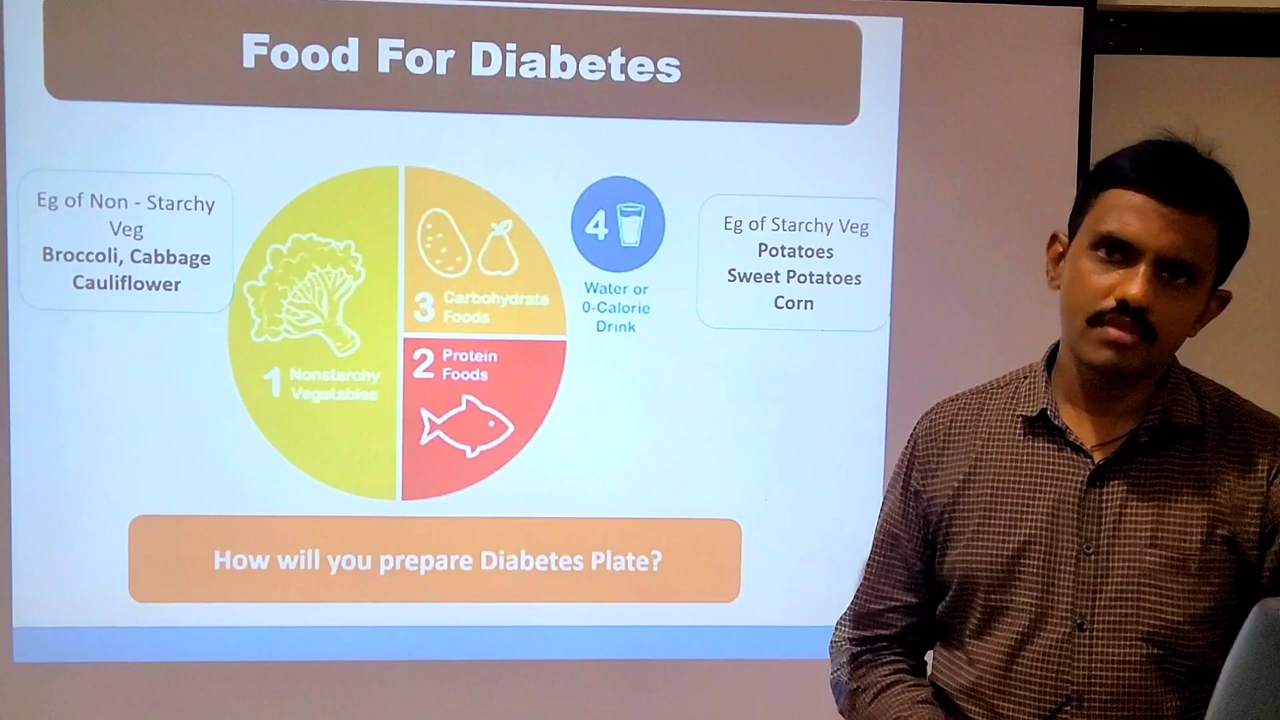 Food For Diabetes
Eg of Non - Starchy
Veg
Broccoli, Cabbage
Cauliflower
1 Nonstarchy
Vegetables
3 Carbohydrate
Foods
2 Protein
Foods
4
Water or
0-Calorie
Drink
Eg of Starchy Veg
Potatoes
Sweet Potatoes
Corn
How will you prepare Diabetes Plate?